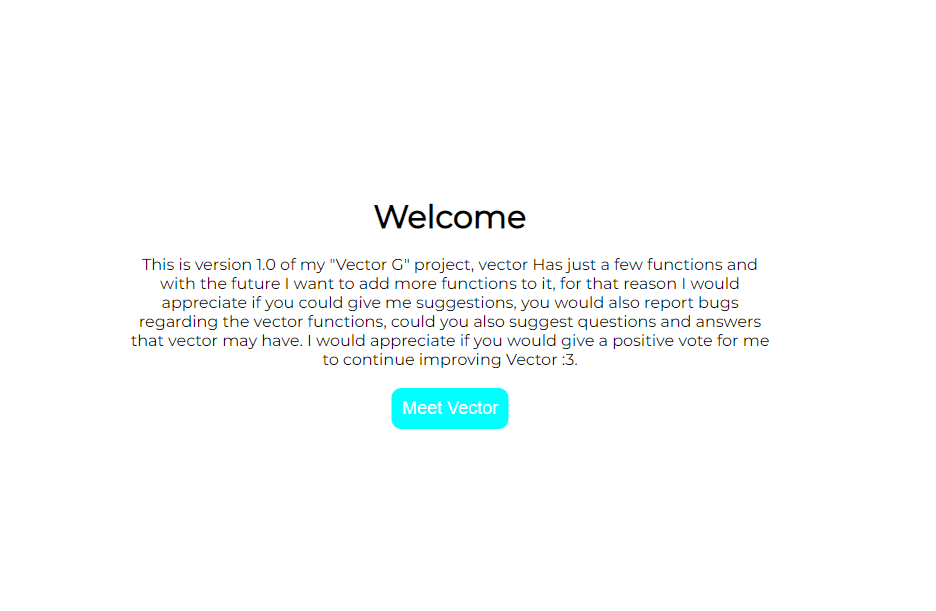 Welcome
This is version 1.0 of my "Vector G" project, vector Has just a few functions and
with the future I want to add more functions to it, for that reason I would
appreciate if you could give me suggestions, you would also report bugs
regarding the vector functions, could you also suggest questions and answers
that vector may have. I would appreciate if you would give a positive vote for me
to continue improving Vector :3.
Meet Vector